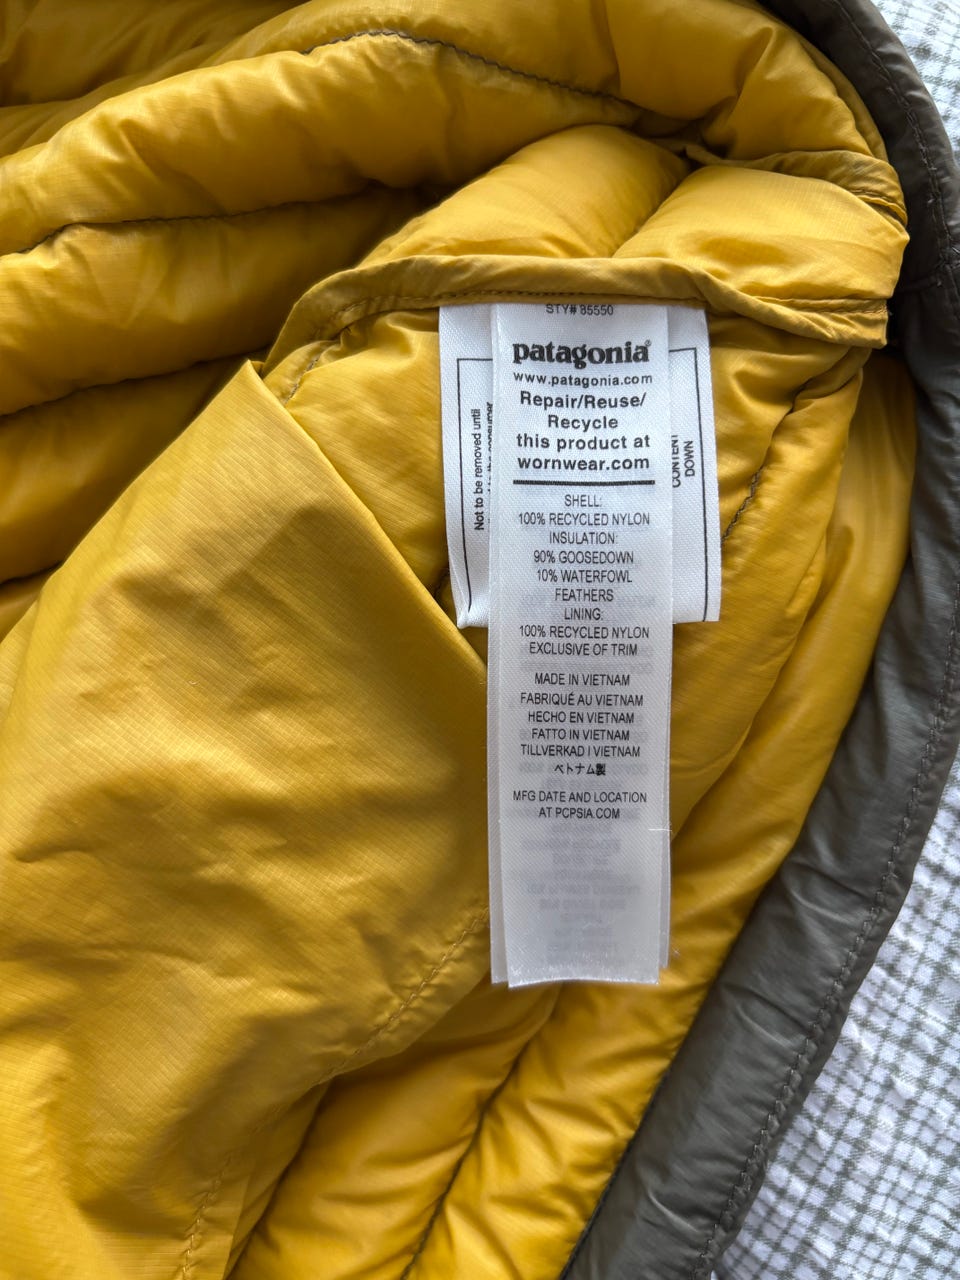 STY# 85550
patagonia®
www.patagonia.com
Repair/Reuse/
Recycle
this product at
wornwear.com
SHELL:
100% RECYCLED NYLON
INSULATION:
90% GOOSEDOWN
10% WATERFOWL
FEATHERS
LINING:
100% RECYCLED NYLON
EXCLUSIVE OF TRIM
MADE IN VIETNAM
FABRIQUÉ AU VIETNAM
HECHO EN VIETNAM
FATTO IN VIETNAM
TILLVERKAD I VIETNAM
ベトナム製
MFG DATE AND LOCATION
AT PCPSIA.COM
Not to be removed until
the consumer
CONTENT
DOWN